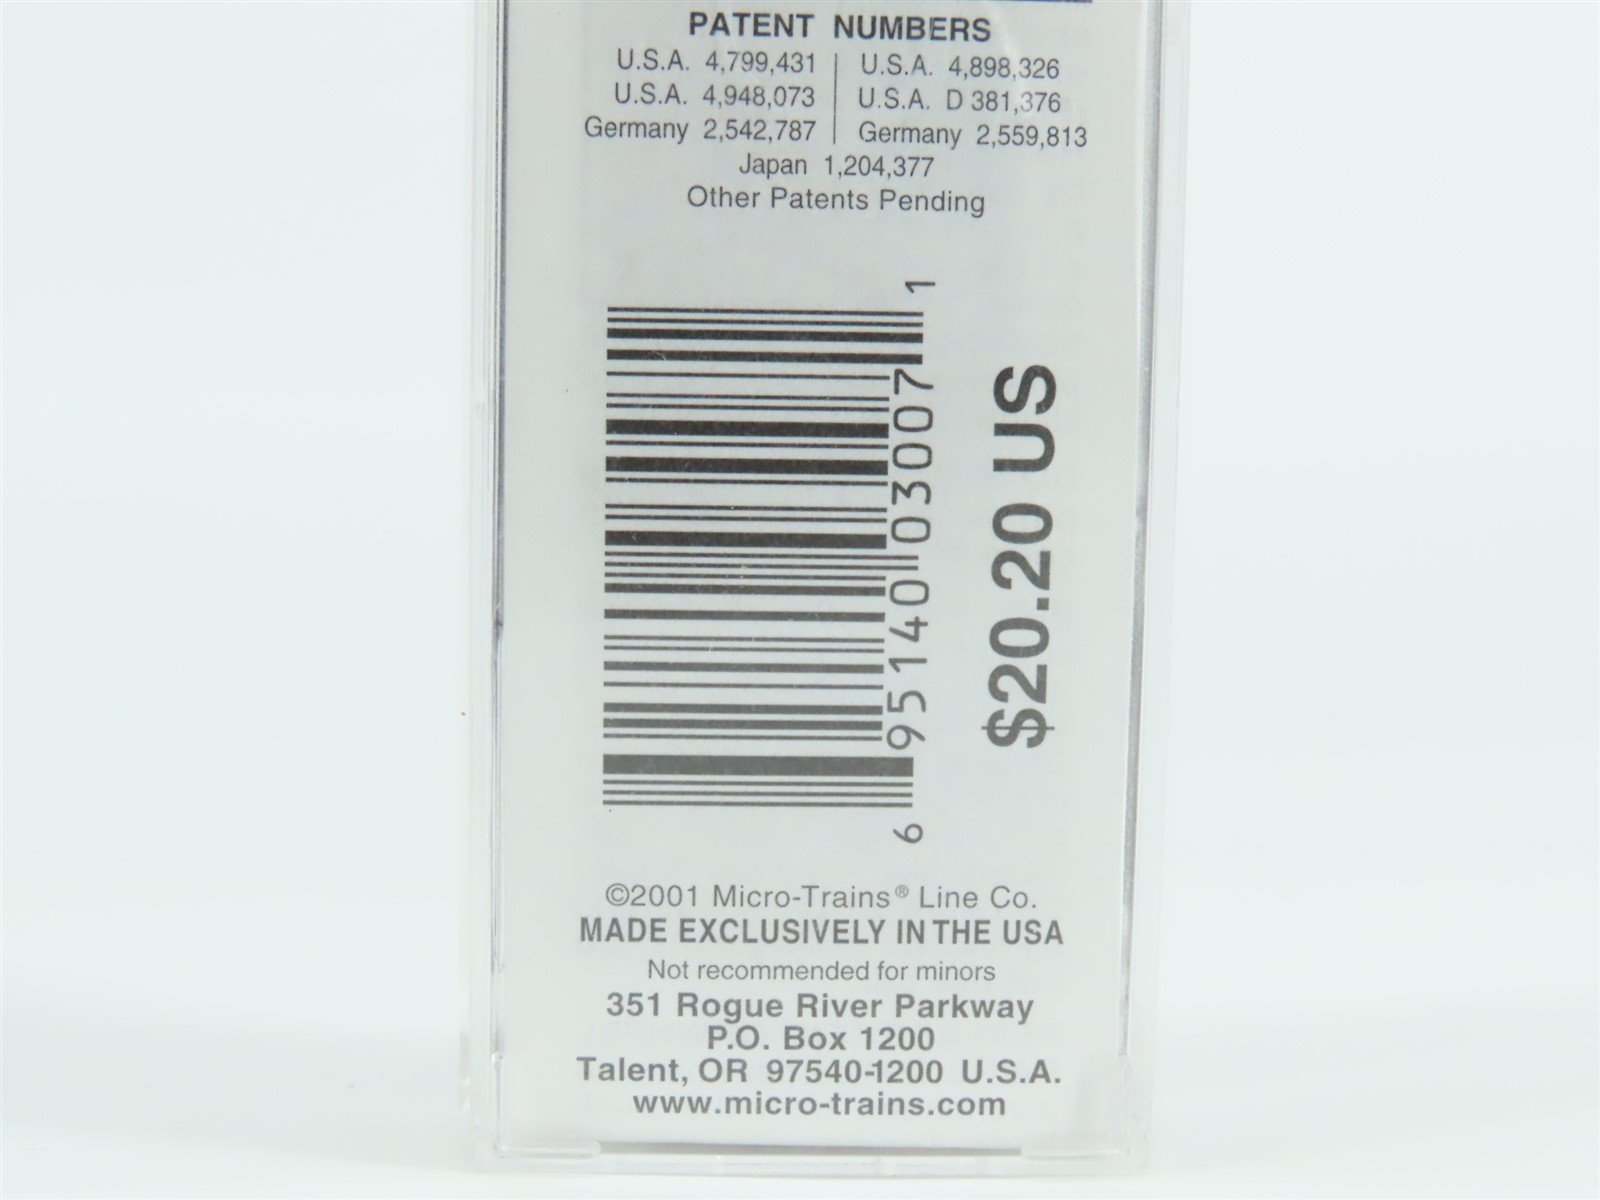 PATENT NUMBERS
U.S.A. 4,799,431 | U.S.A. 4,898,326
U.S.A. 4,948,073 | U.S.A. D 381,376
Germany 2,542,787 | Germany 2,559,813
Japan 1,204,377
Other Patents Pending
6 95140 03007 1
$20.20 US
©2001 Micro-Trains® Line Co.
MADE EXCLUSIVELY IN THE USA
Not recommended for minors
351 Rogue River Parkway
P.O. Box 1200
Talent, OR 97540-1200 U.S.A.
www.micro-trains.com